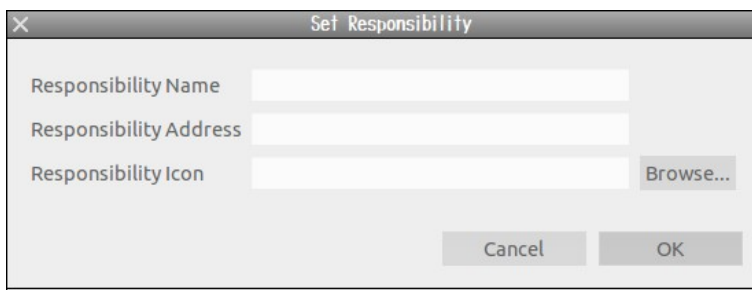 Set Responsibility
Responsibility Name
Responsibility Address
Responsibility Icon Browse...
Cancel OK